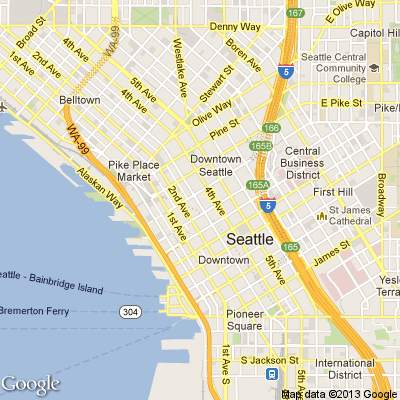 167
E Olive Way
Denny Way
Capitol Hil
Broad St
WA-99
4th Ave
2nd Ave
1st Ave
Westlake Ave
Boren Ave
Stewart St
5
Seattle Central
Community
College
5th Ave
4th Ave
Belltown
Olive Way
E Pike St
Pike/
Pine St
166
WA-99
165B
Central
Business
District
Pike Place
Market
Downtown
Seattle
Broadway
Alaskan Way
2nd Ave
1st Ave
4th Ave
165A
First Hill
5
St James
Cathedral
Seattle
165
James St
Downtown
5th Ave
eattle - Bainbridge Island
Bremerton Ferry
304
Yesle
Terra
Pioneer
Square
1st Ave S
S Jackson St
5th A
International
District
Google
Map data ©2013 Google